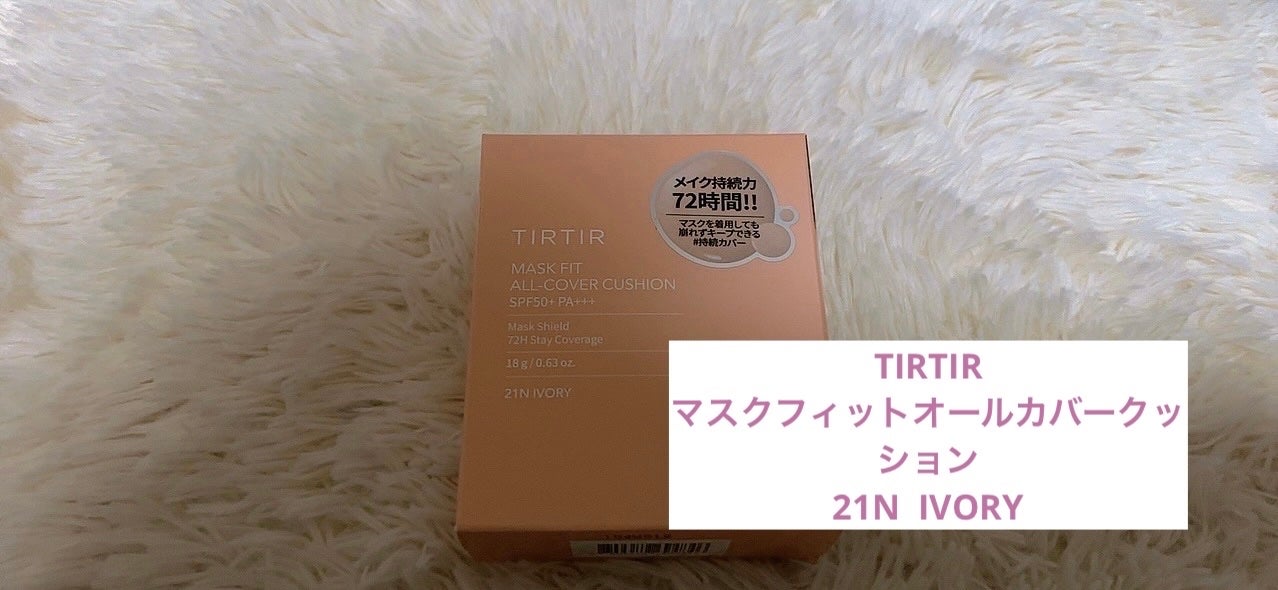 メイク持続力
72時間!!
マスクを着用しても
崩れずキープできる
#持続カバー
TIRTIR
MASK FIT
ALL-COVER CUSHION
SPF50+ PA+++
Mask Shield
72H Stay Coverage
18 g / 0.63 oz.
21N IVORY
TIRTIR
マスクフィットオールカバークッ
ション
21N IVORY